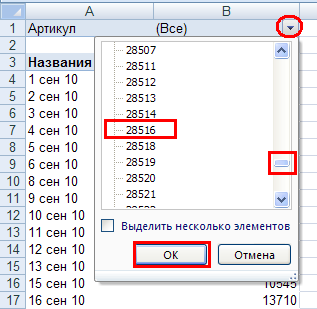 A B
1 Артикул (Все)
2
3 Названия
4 1 сен 10
5 2 сен 10
6 3 сен 10
7 4 сен 10
8 5 сен 10
9 6 сен 10
10 8 сен 10
11 9 сен 10
12 10 сен 10
13 11 сен 10
14 12 сен 10
15 13 сен 10
16 15 сен 10 10545
17 16 сен 10 13710
28507
28511
28512
28513
28514
28516
28518
28519
28520
28521
Выделить несколько элементов
ОК Отмена